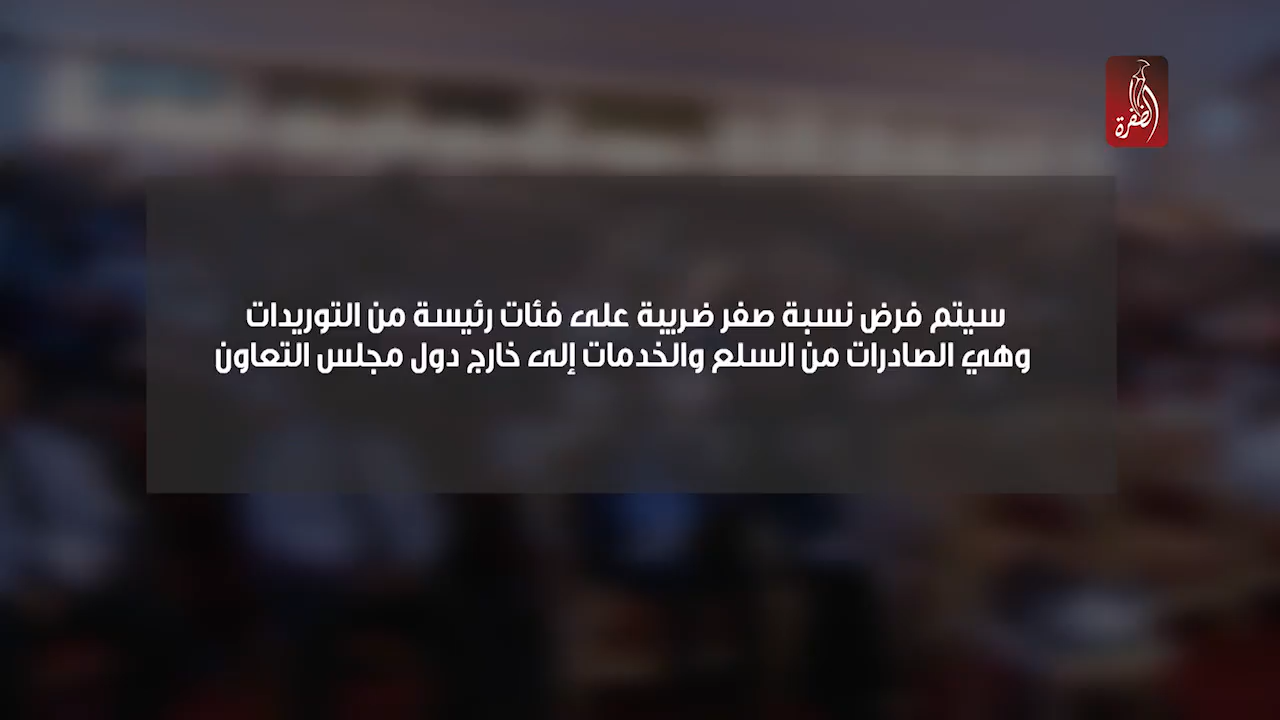 الظفرة
سيتم فرض نسبة صفر ضريبة على فئات رئيسة من التوريدات
وهي الصادرات من السلع والخدمات إلى خارج دول مجلس التعاون